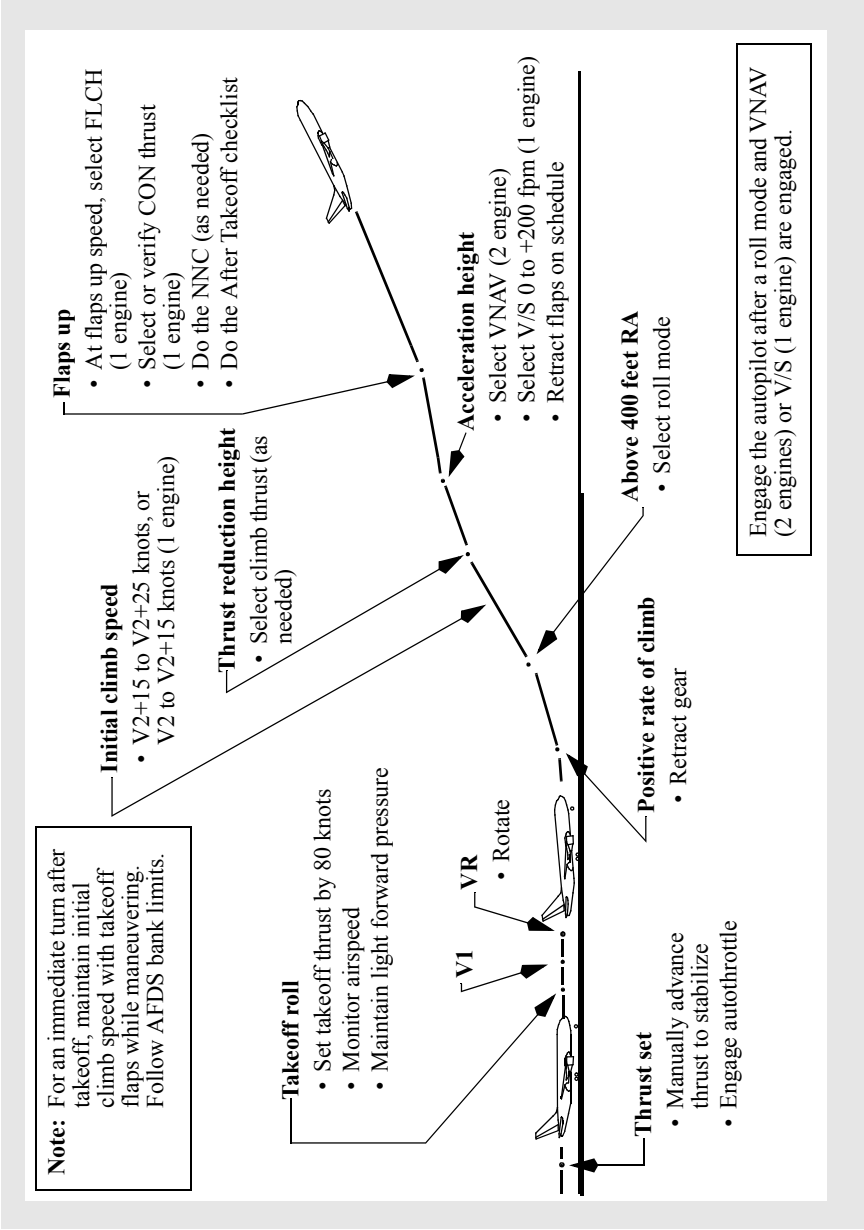 Note: For an immediate turn after
takeoff, maintain initial
climb speed with takeoff
flaps while maneuvering.
Follow AFDS bank limits.
Initial climb speed
• V2+15 to V2+25 knots, or
V2 to V2+15 knots (1 engine)
Flaps up
• At flaps up speed, select FLCH
(1 engine)
• Select or verify CON thrust
(1 engine)
• Do the NNC (as needed)
• Do the After Takeoff checklist
Thrust reduction height
• Select climb thrust (as
needed)
Takeoff roll
• Set takeoff thrust by 80 knots
• Monitor airspeed
• Maintain light forward pressure
V1
VR
• Rotate
Acceleration height
• Select VNAV (2 engine)
• Select V/S 0 to +200 fpm (1 engine)
• Retract flaps on schedule
Thrust set
• Manually advance
thrust to stabilize
• Engage autothrottle
Positive rate of climb
• Retract gear
Above 400 feet RA
• Select roll mode
Engage the autopilot after a roll mode and VNAV
(2 engines) or V/S (1 engine) are engaged.